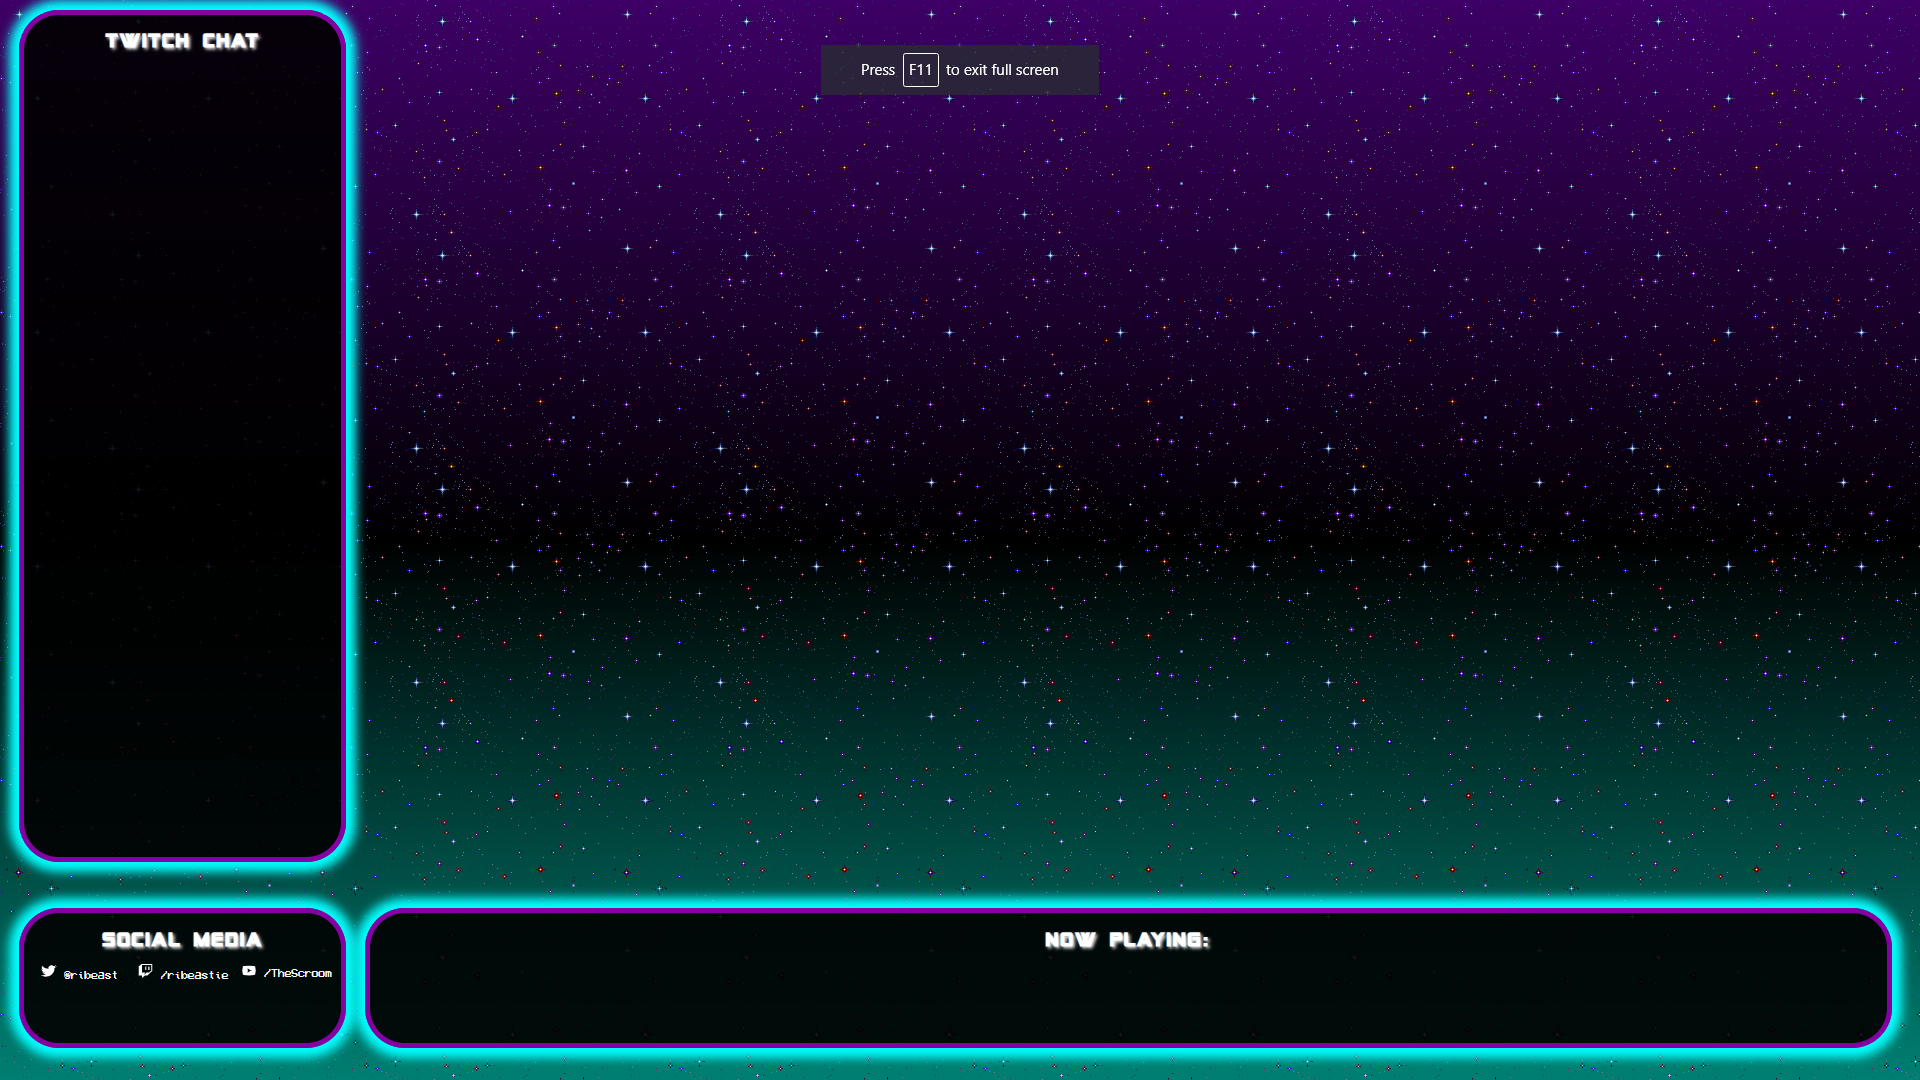 TWITCH CHAT
Press F11 to exit full screen
SOCIAL MEDIA
@ribeast /ribeastie /TheScroom
NOW PLAYING: